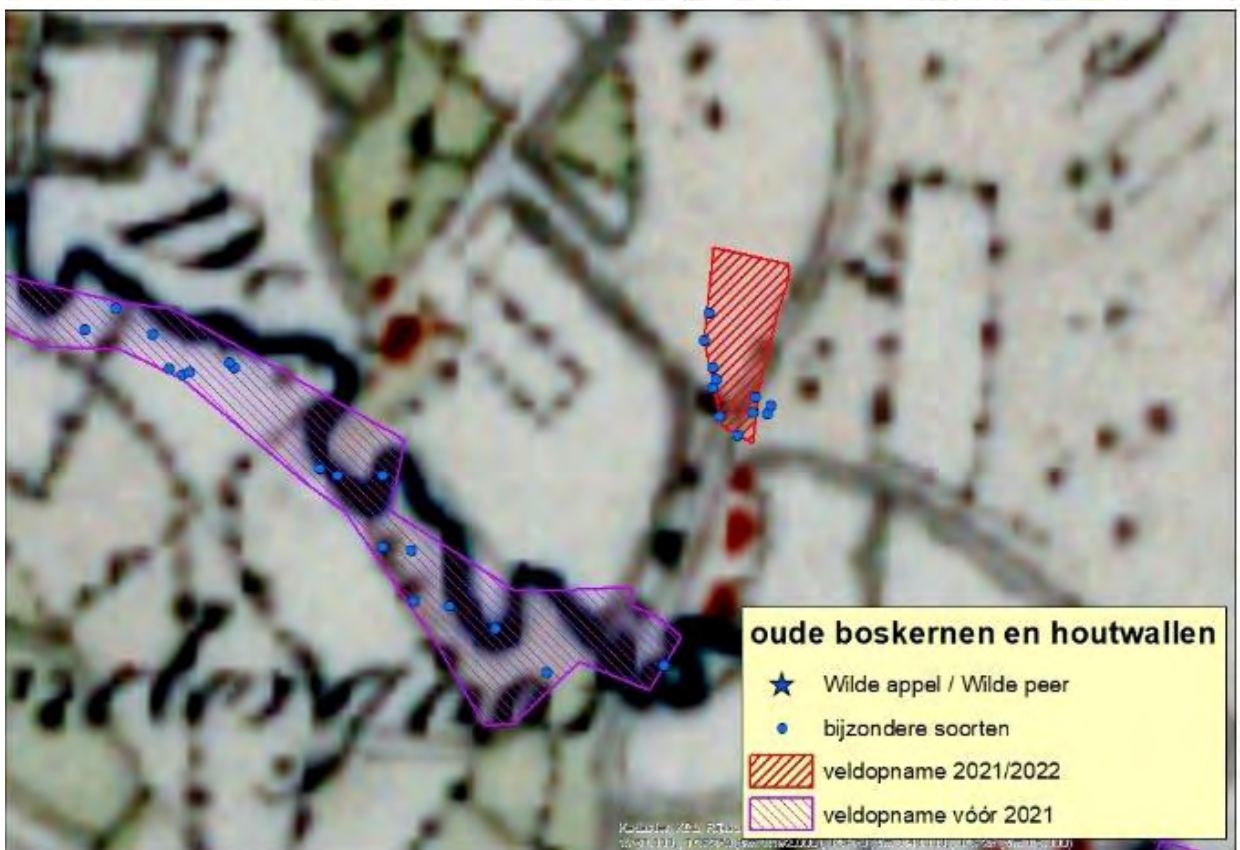 oude boskernen en houtwallen
Wilde appel / Wilde peer
bijzondere soorten
veldopname 2021/2022
veldopname vóór 2021